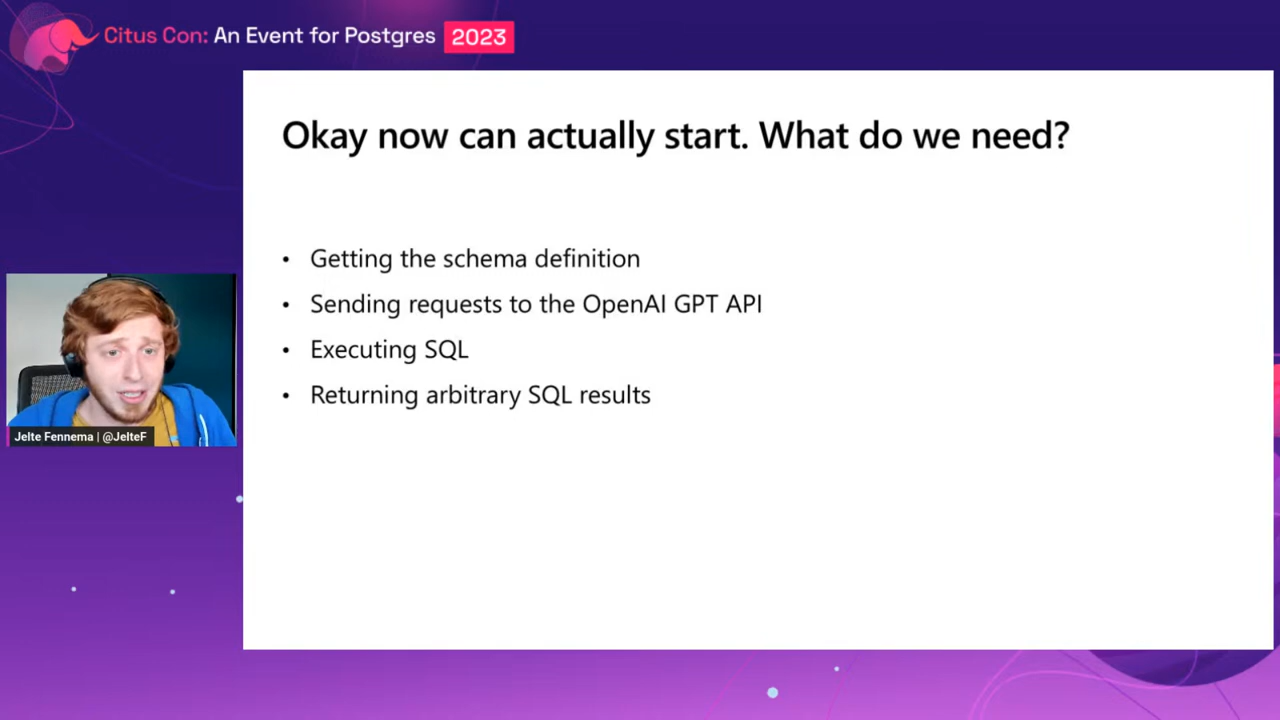 Citus Con: An Event for Postgres 2023
Okay now can actually start. What do we need?
• Getting the schema definition
• Sending requests to the OpenAI GPT API
• Executing SQL
• Returning arbitrary SQL results
Jelte Fennema | @JelteF